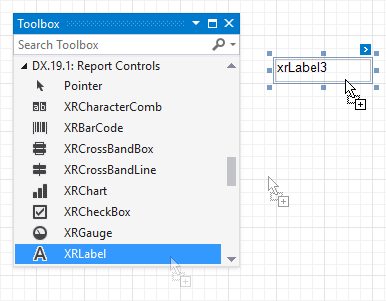 Toolbox
Search Toolbox
DX.19.1: Report Controls
Pointer
XRCharacterComb
XRBarCode
XRCrossBandBox
XRCrossBandLine
XRChart
XRCheckBox
XRGauge
A XRLabel
xrLabel3